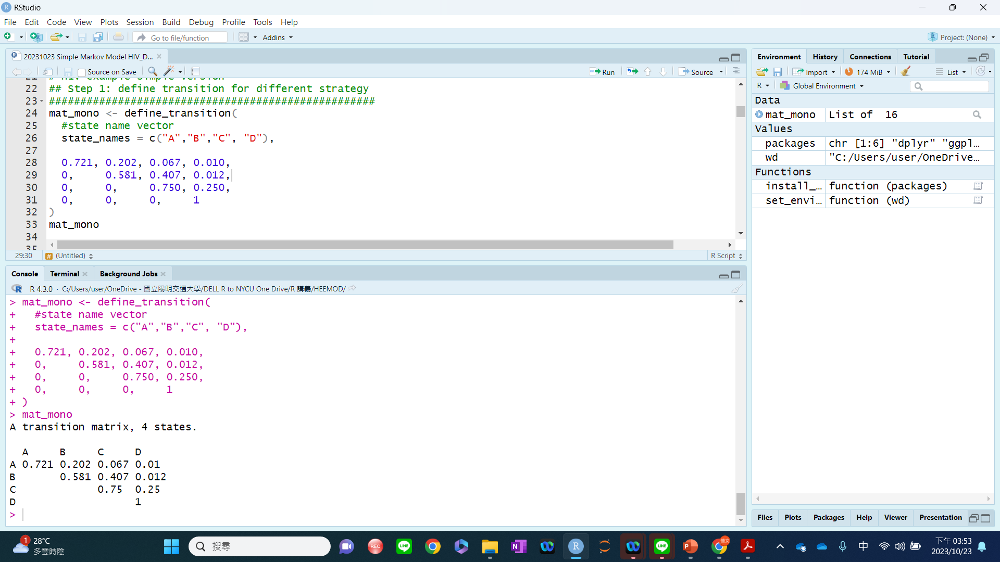 RStudio
File Edit Code View Plots Session Build Debug Profile Tools Help
Go to file/function Addins Project: (None)
20231023 Simple Markov Model HIV_D...
Source on Save Run Source
22 ## Step 1: define transition for different strategy
23 ####################################################
24 mat_mono <- define_transition(
25 #state name vector
26 state_names = c("A","B","C", "D"),
27
28 0.721, 0.202, 0.067, 0.010,
29 0, 0.581, 0.407, 0.012,
30 0, 0, 0.750, 0.250,
31 0, 0, 0, 1
32 )
33 mat_mono
34
35
29:30 # (Untitled) R Script
Console Terminal Background Jobs
R 4.3.0 · C:/Users/user/OneDrive - 國立陽明交通大學/DELL R to NYCU One Drive/R 講義/HEEMOD/
> mat_mono <- define_transition(
+ #state name vector
+ state_names = c("A","B","C", "D"),
+
+ 0.721, 0.202, 0.067, 0.010,
+ 0, 0.581, 0.407, 0.012,
+ 0, 0, 0.750, 0.250,
+ 0, 0, 0, 1
+ )
> mat_mono
A transition matrix, 4 states.
A B C D
A 0.721 0.202 0.067 0.01
B 0.581 0.407 0.012
C 0.75 0.25
D 1
>
Environment History Connections Tutorial
Import 174 MiB List
R Global Environment
Data
mat_mono List of 16
Values
packages chr [1:6] "dplyr" "ggpl…
wd "C:/Users/user/OneDrive…
Functions
install_… function (packages)
set_envi… function (wd)
Files Plots Packages Help Viewer Presentation
1 28°C
多雲時陰
搜尋
REC
LINE
N
R
LINE
P
中
下午 03:53
2023/10/23